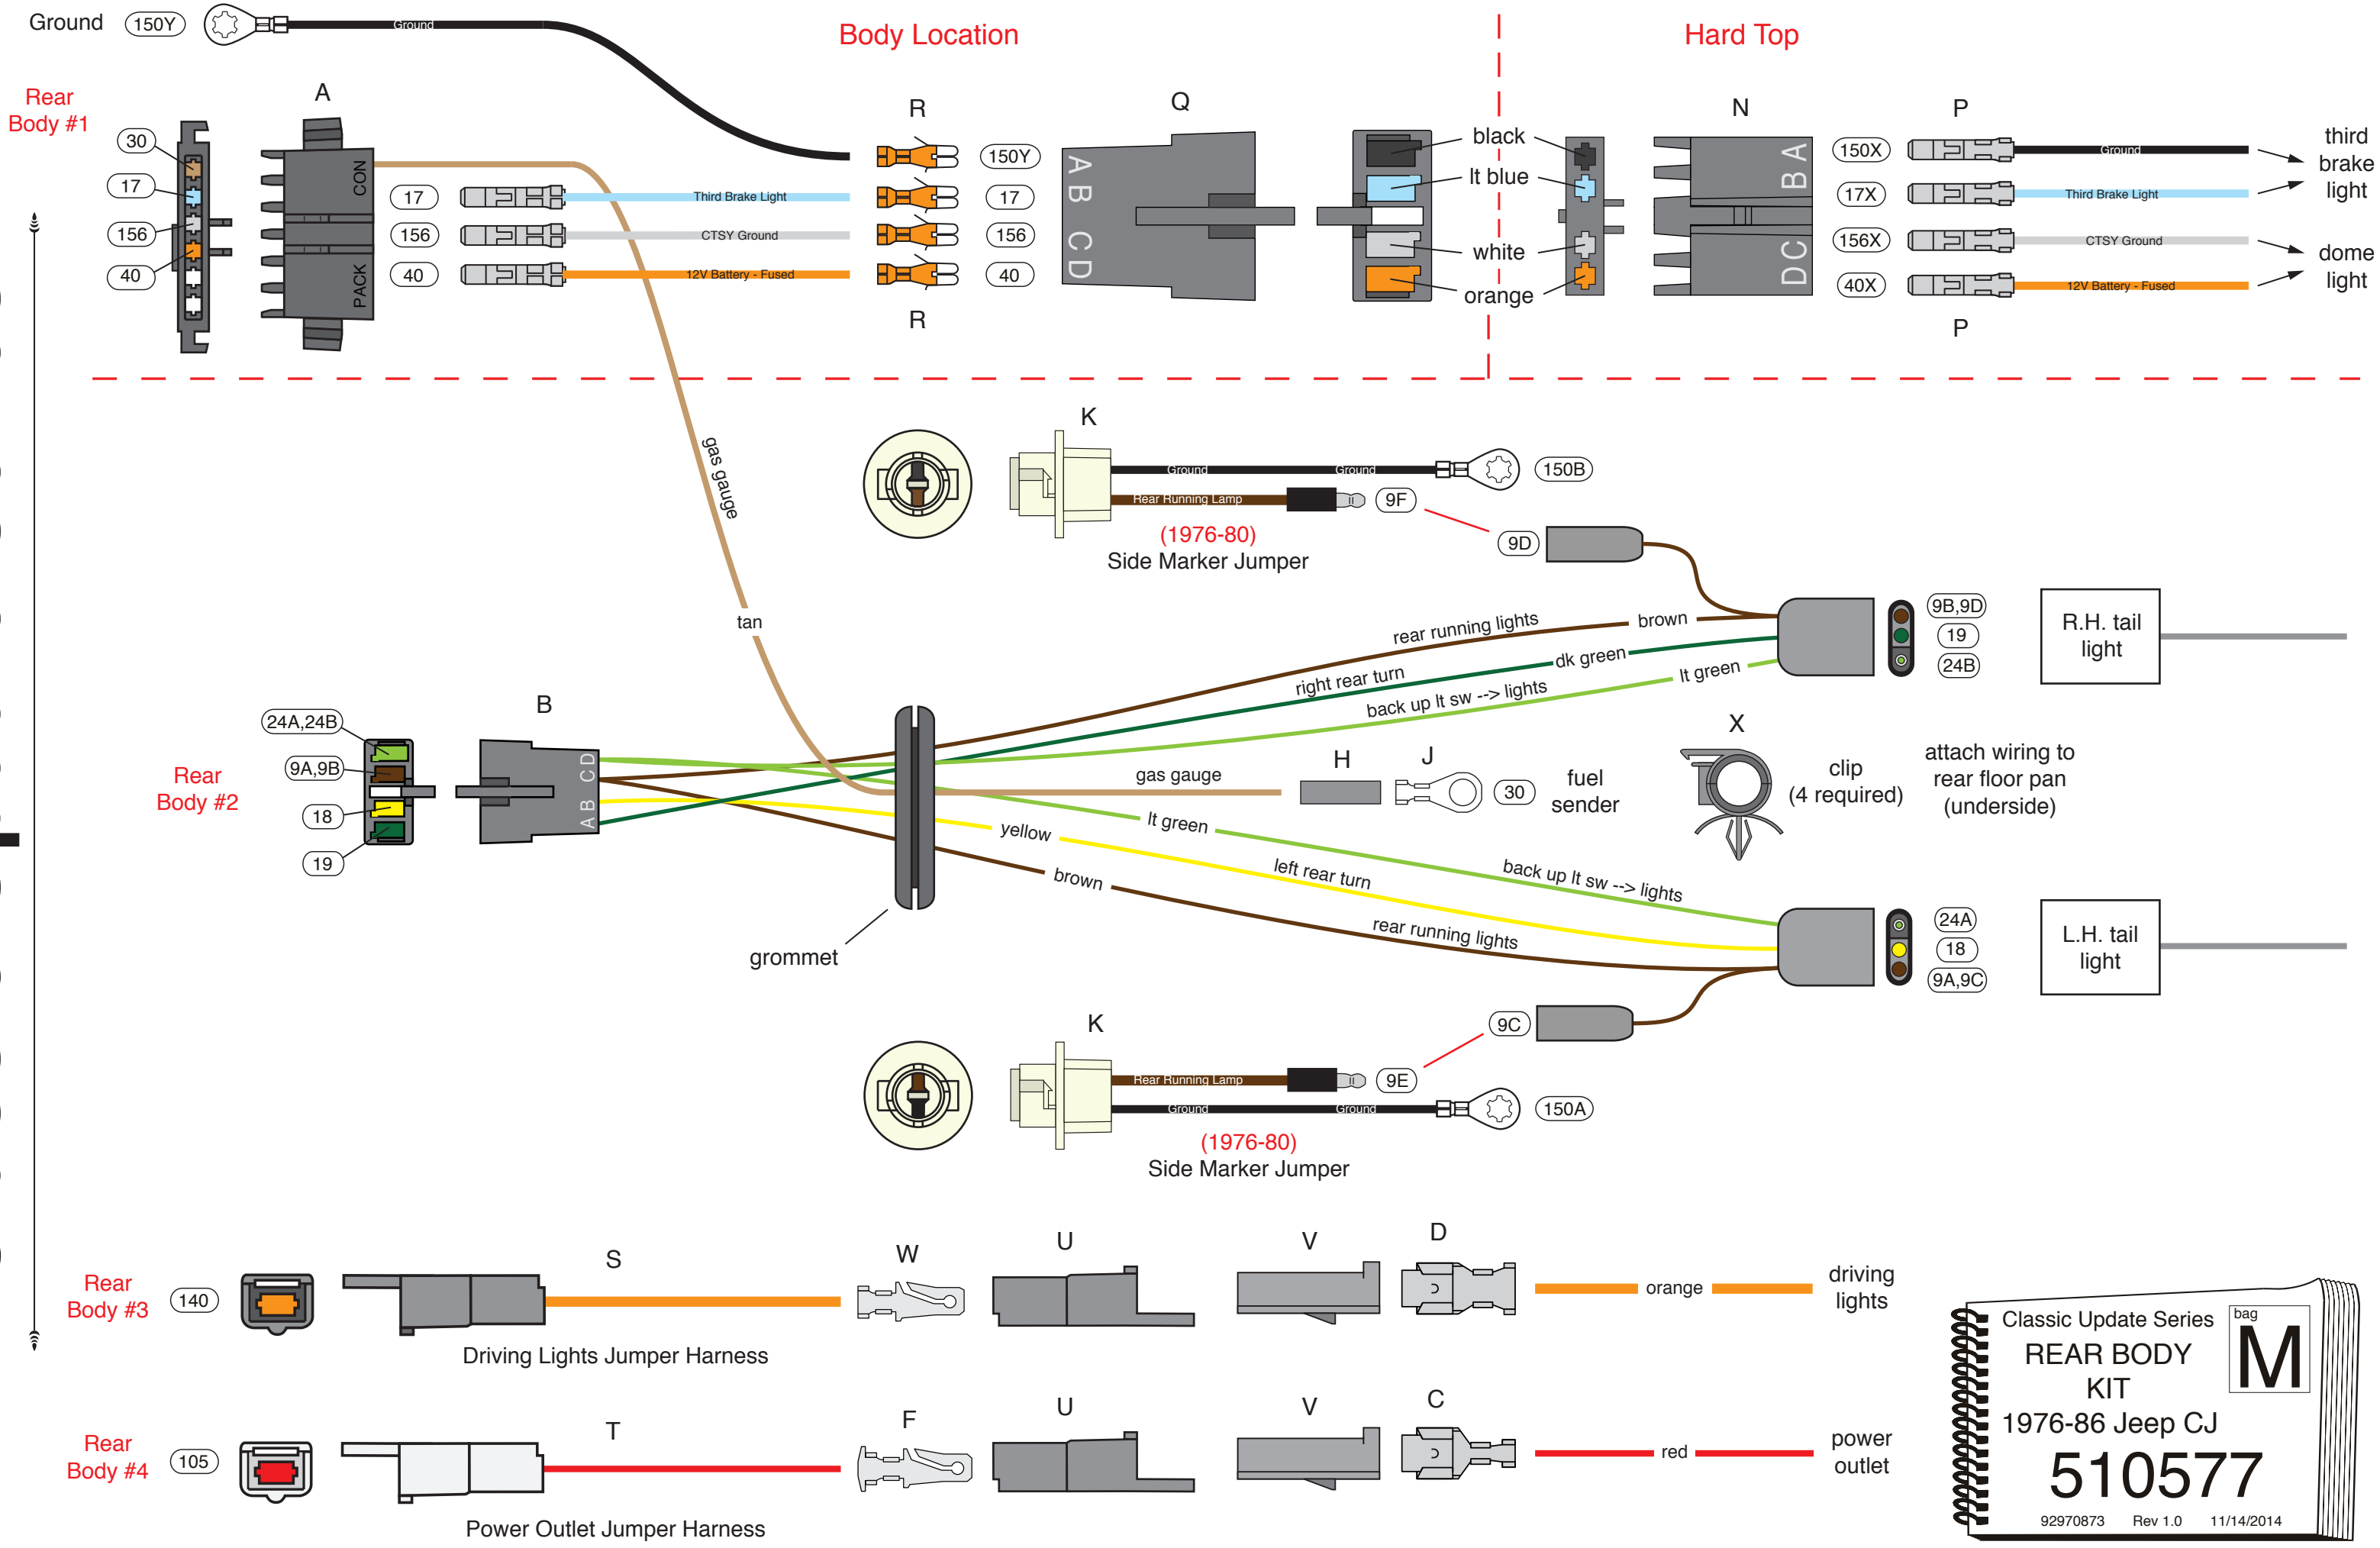 Ground 150Y Ground
Body Location
Hard Top
Rear
Body #1
30
17
156
40
A
CON
PACK
17 Third Brake Light
156 CTSY Ground
40 12V Battery - Fused
R
R
150Y
17
156
40
Q
A B C D
black
lt blue
white
orange
N
B A
D C
P
P
150X Ground
17X Third Brake Light
156X CTSY Ground
40X 12V Battery - Fused
third
brake
light
dome
light
gas gauge
tan
K
Ground Ground 150B
Rear Running Lamp 9F
(1976-80)
Side Marker Jumper
9D
rear running lights brown
right rear turn dk green
back up lt sw --> lights lt green
9B,9D
19
24B
R.H. tail
light
Rear
Body #2
24A,24B
9A,9B
18
19
B
C D
A B
gas gauge
H
J
30
fuel
sender
X
clip
(4 required)
attach wiring to
rear floor pan
(underside)
lt green back up lt sw --> lights
yellow left rear turn
brown rear running lights
grommet
24A
18
9A,9C
L.H. tail
light
9C
K
Rear Running Lamp 9E
Ground Ground 150A
(1976-80)
Side Marker Jumper
Rear
Body #3
140
S
W
U
V
D
orange
driving
lights
Driving Lights Jumper Harness
Rear
Body #4
105
T
F
U
V
C
red
power
outlet
Power Outlet Jumper Harness
Classic Update Series
bag
M
REAR BODY
KIT
1976-86 Jeep CJ
510577
92970873 Rev 1.0 11/14/2014